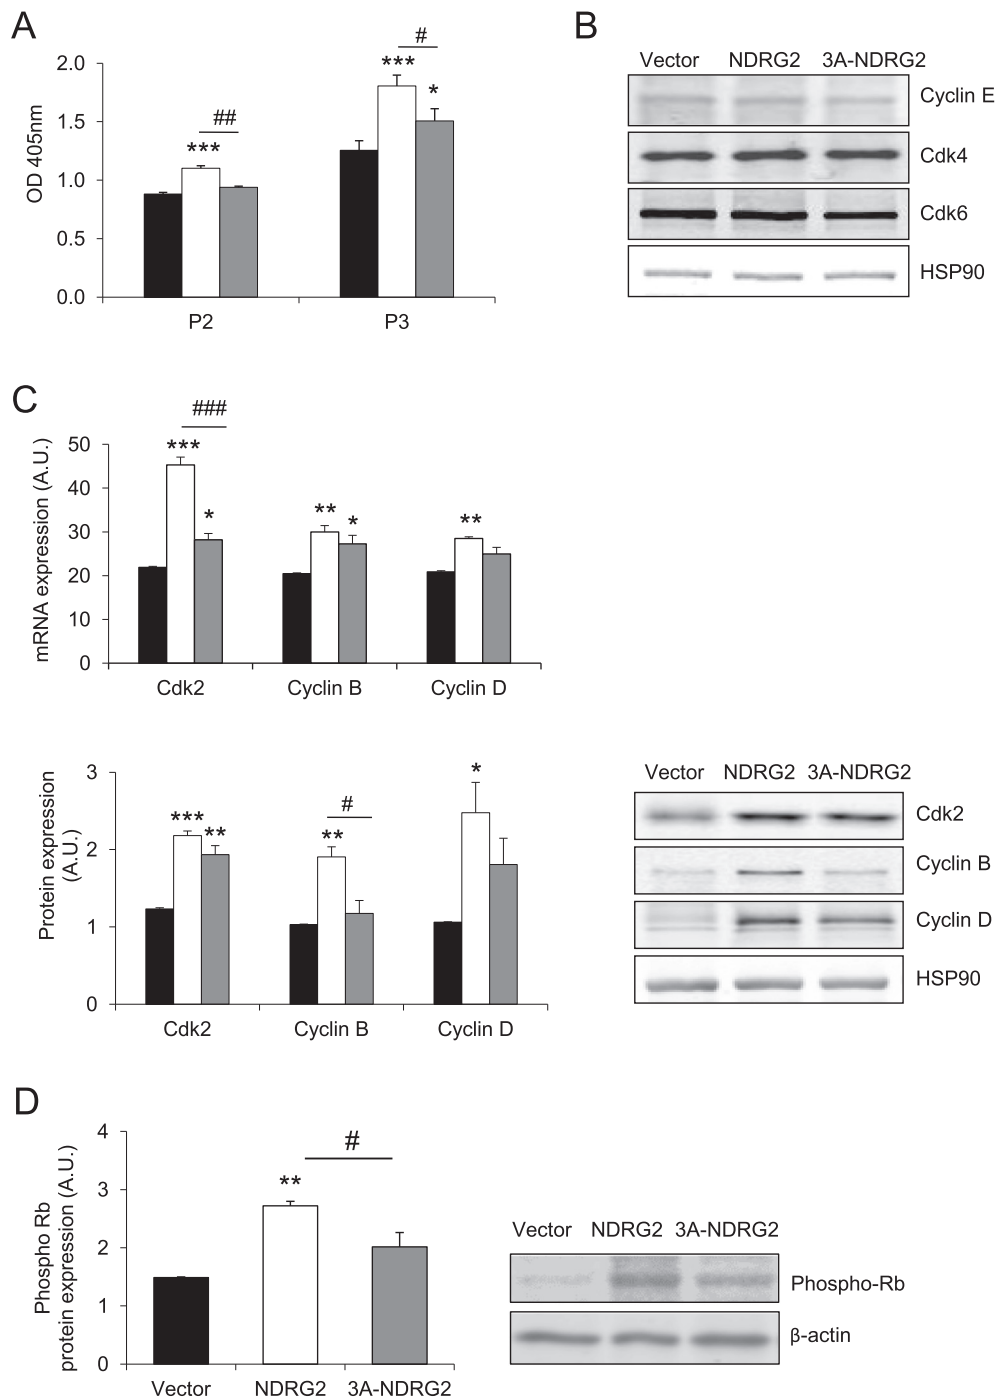 A
#
***
*
##
***
2.0
1.5
1.0
0.5
0.0
OD 405nm
P2
P3
B
Vector NDRG2 3A-NDRG2
Cyclin E
Cdk4
Cdk6
HSP90
C
###
***
*
**
*
**
50
40
30
20
10
0
mRNA expression (A.U.)
Cdk2
Cyclin B
Cyclin D
3
2
1
0
Protein expression
(A.U.)
***
**
#
**
*
Cdk2
Cyclin B
Cyclin D
Vector NDRG2 3A-NDRG2
Cdk2
Cyclin B
Cyclin D
HSP90
D
4
3
2
1
0
Phospho Rb
protein expression (A.U.)
#
**
Vector
NDRG2
3A-NDRG2
Vector NDRG2 3A-NDRG2
Phospho-Rb
β-actin